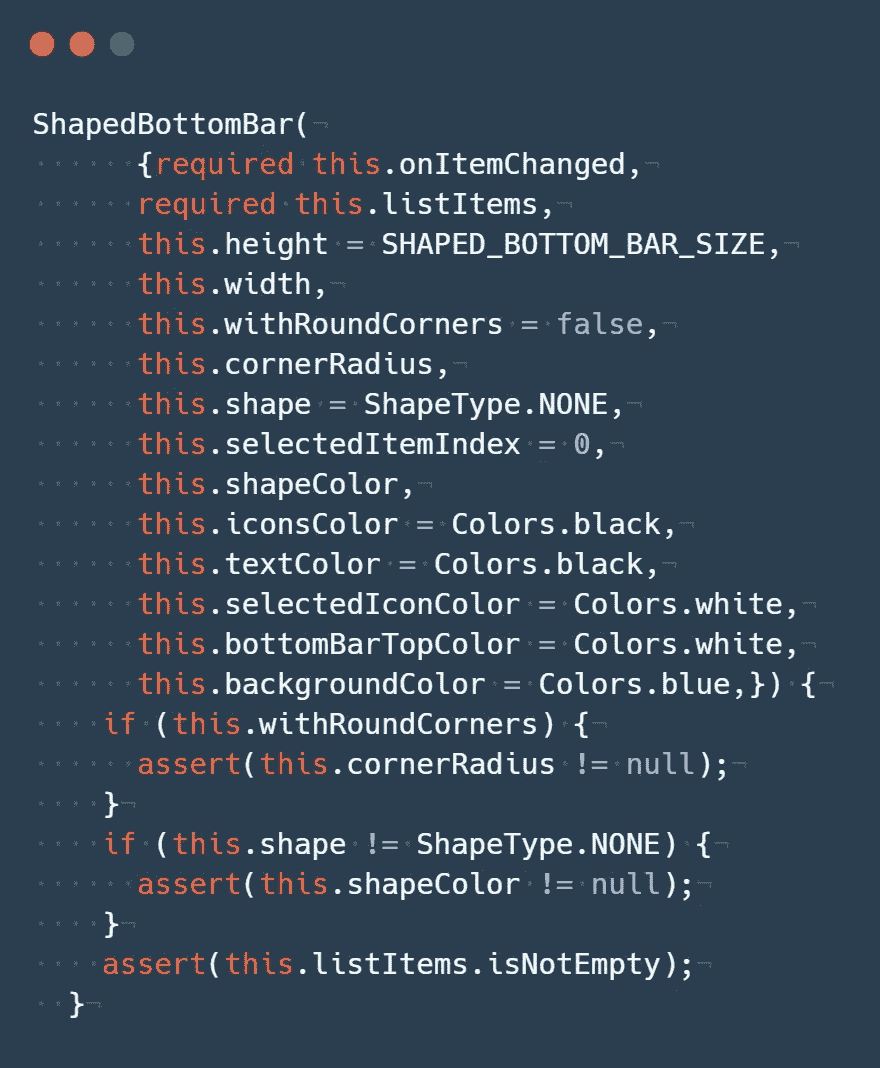 ShapedBottomBar(
      {required this.onItemChanged,
      required this.listItems,
      this.height = SHAPED_BOTTOM_BAR_SIZE,
      this.width,
      this.withRoundCorners = false,
      this.cornerRadius,
      this.shape = ShapeType.NONE,
      this.selectedItemIndex = 0,
      this.shapeColor,
      this.iconsColor = Colors.black,
      this.textColor = Colors.black,
      this.selectedIconColor = Colors.white,
      this.bottomBarTopColor = Colors.white,
      this.backgroundColor = Colors.blue,}) {
    if (this.withRoundCorners) {
      assert(this.cornerRadius != null);
    }
    if (this.shape != ShapeType.NONE) {
      assert(this.shapeColor != null);
    }
    assert(this.listItems.isNotEmpty);
  }